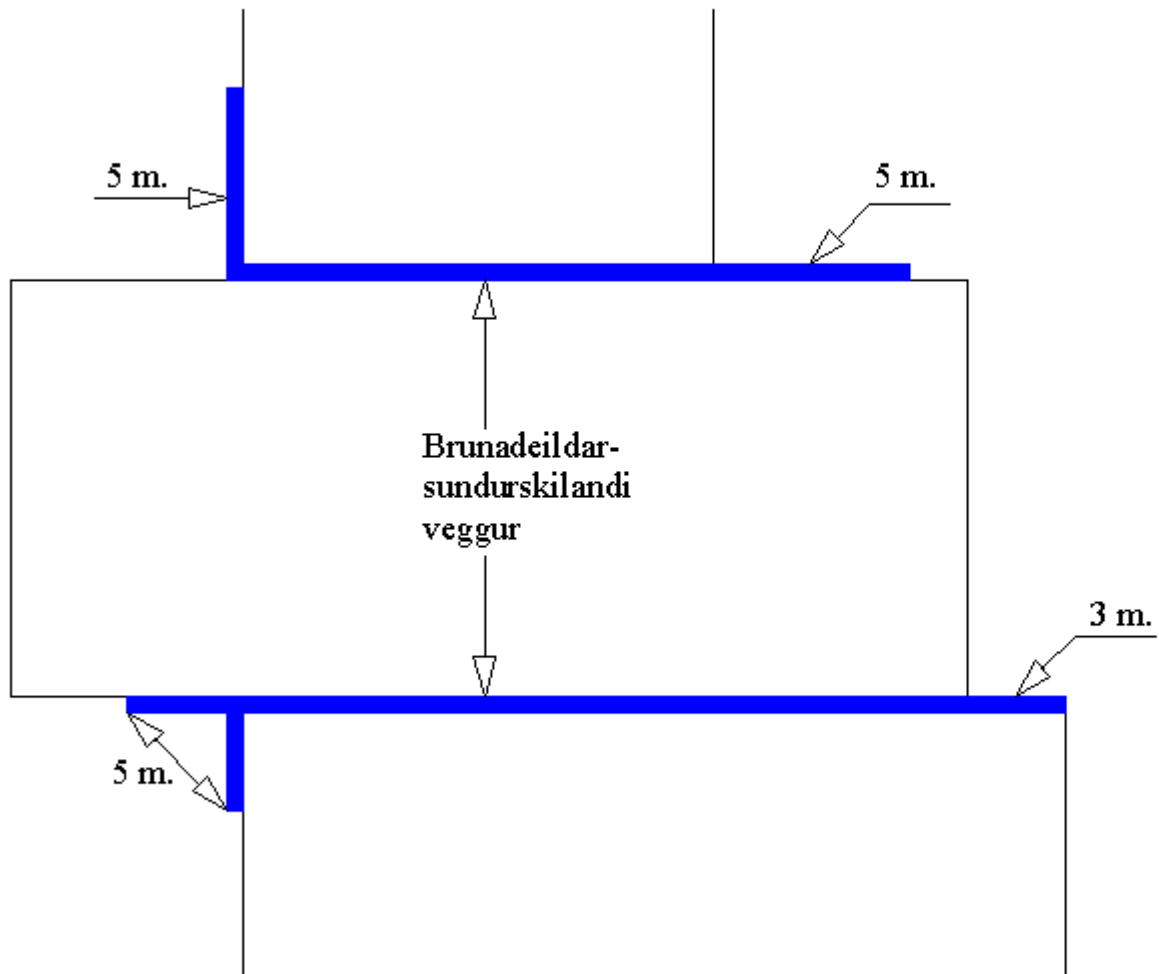 5 m.
5 m.
Brunadeildar-
sundurskilandi
veggur
3 m.
5 m.